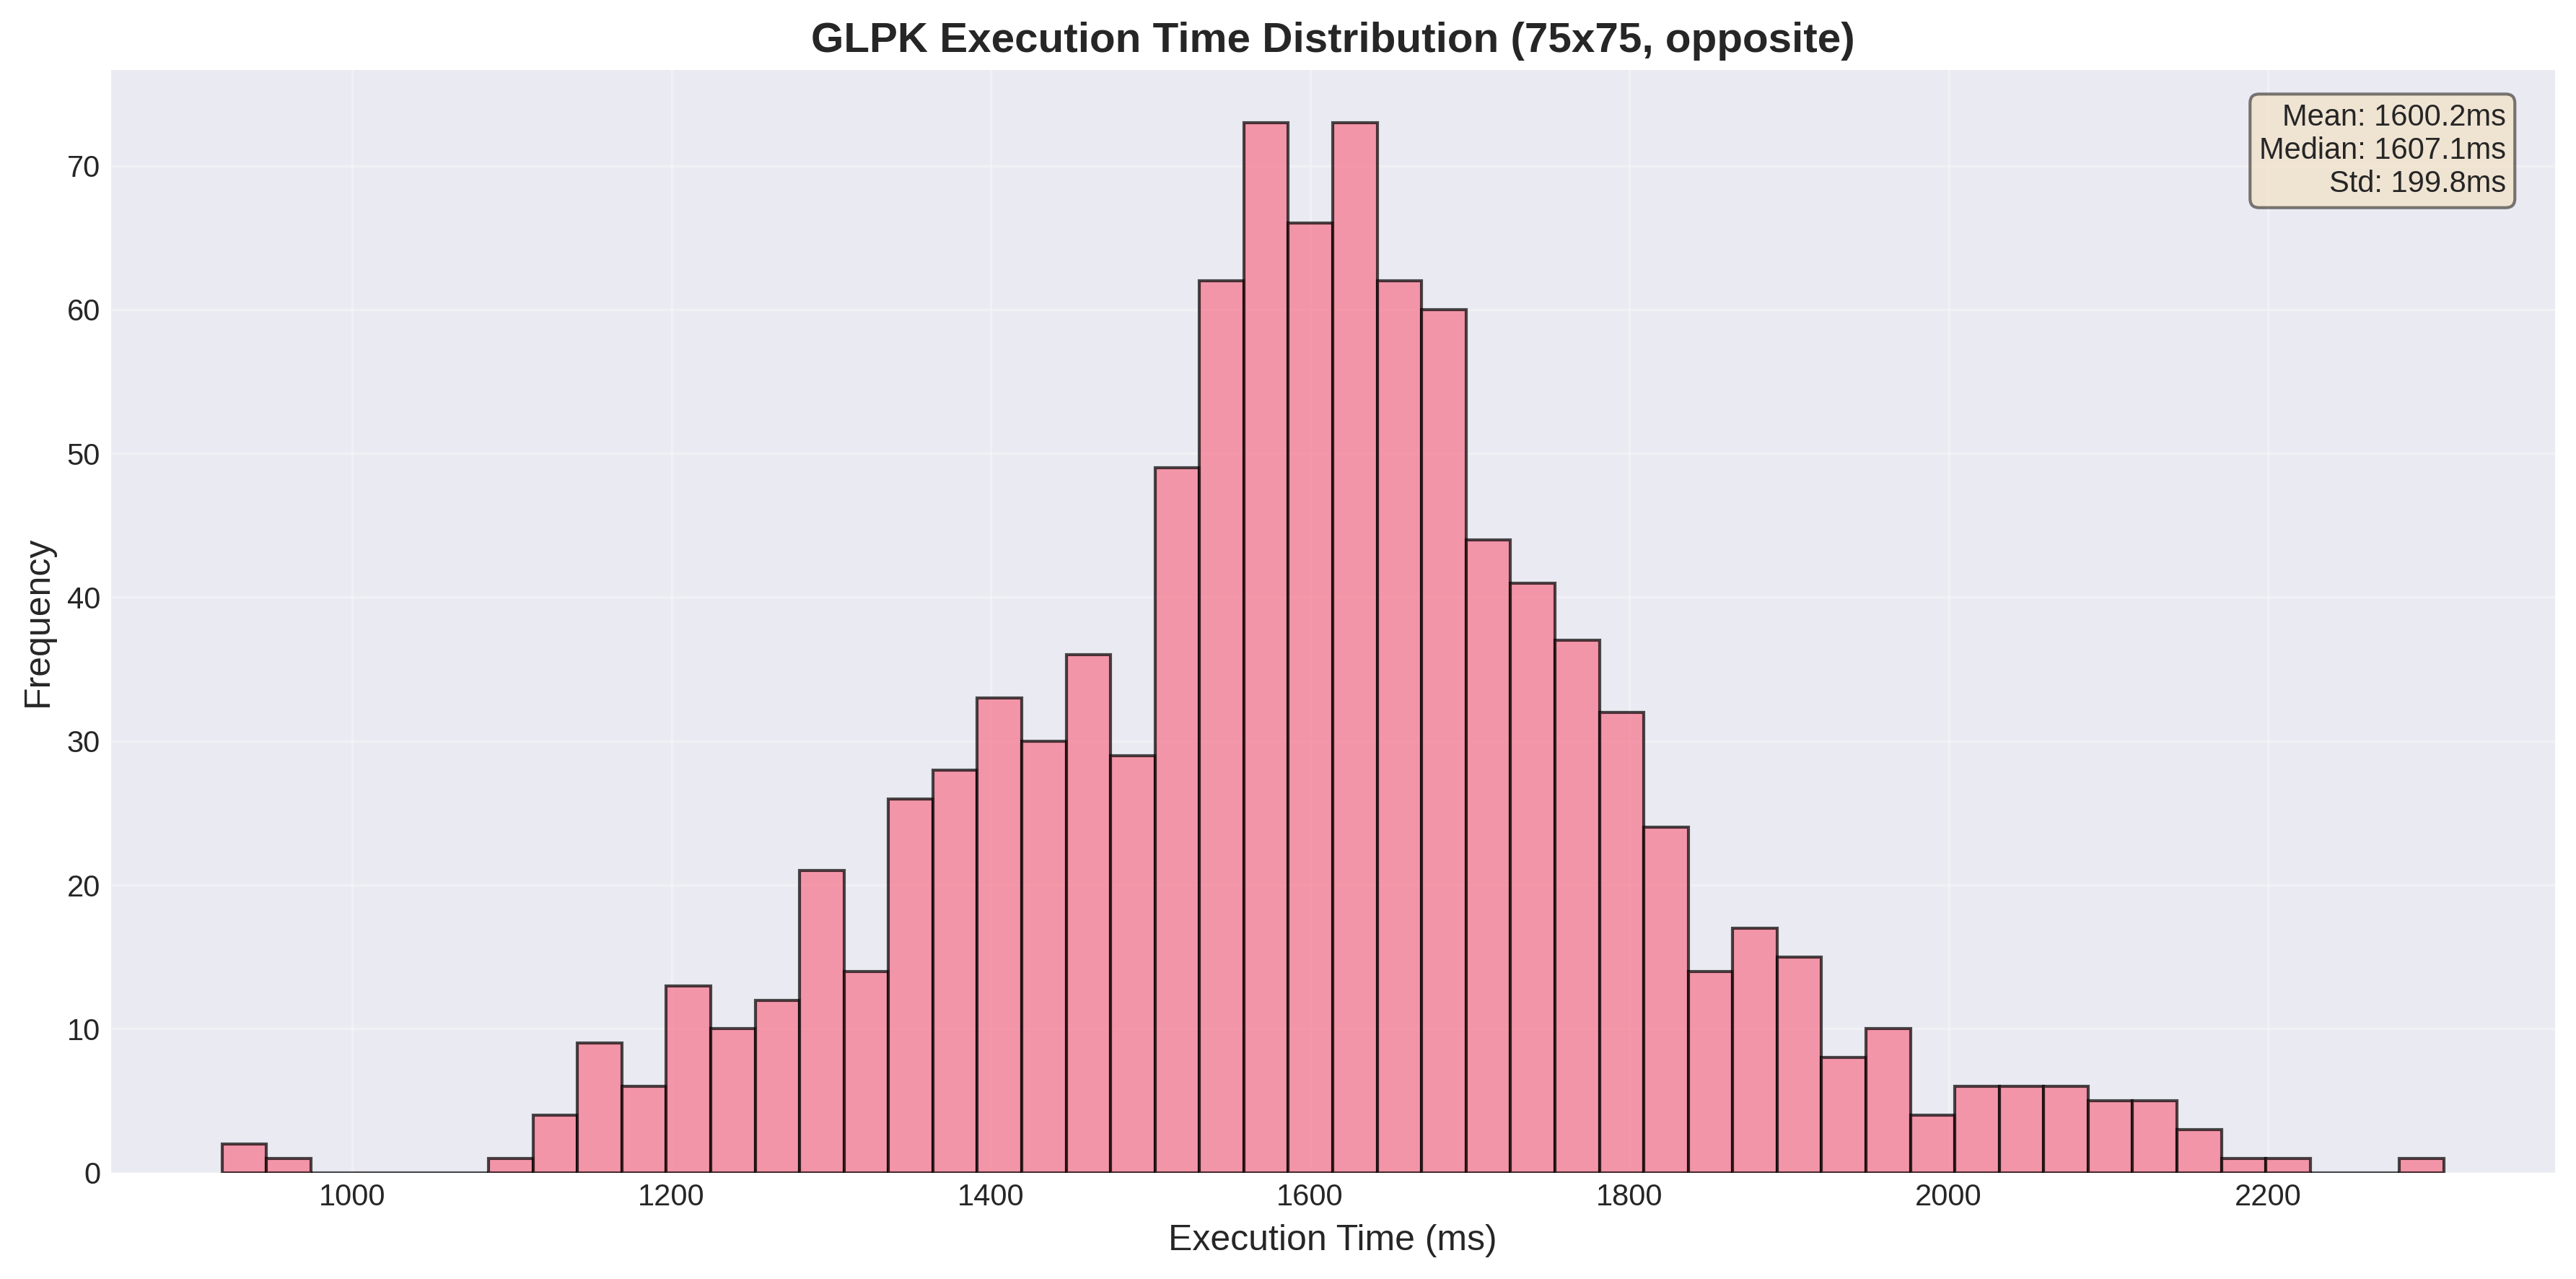 GLPK Execution Time Distribution (75x75, opposite)
Mean: 1600.2ms
Median: 1607.1ms
Std: 199.8ms
Frequency
70
60
50
40
30
20
10
0
1000 1200 1400 1600 1800 2000 2200
Execution Time (ms)